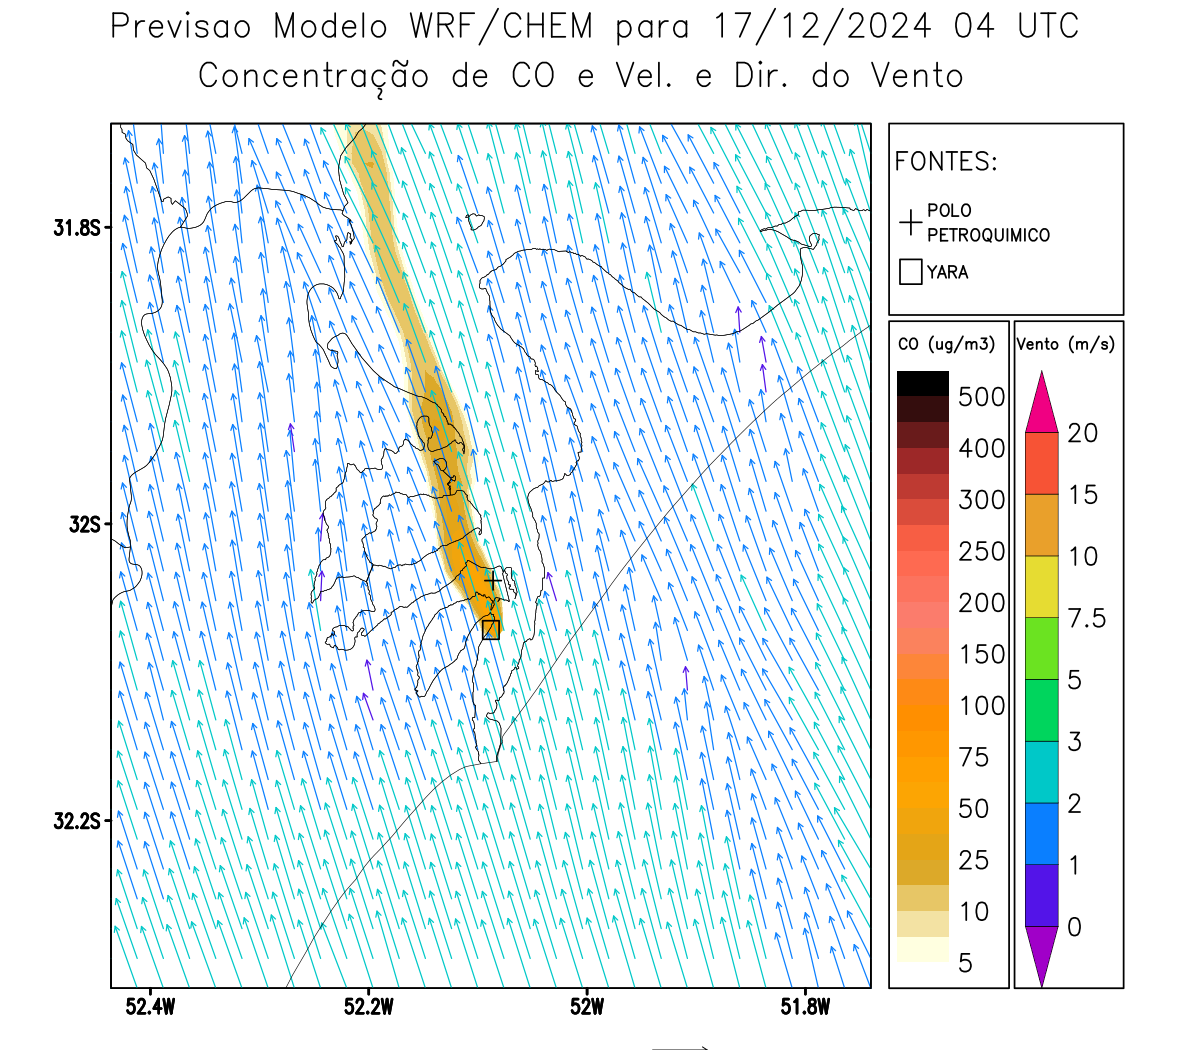 Previsao Modelo WRF/CHEM para 17/12/2024 04 UTC
Concentração de CO e Vel. e Dir. do Vento
FONTES:
POLO
PETROQUIMICO
YARA
31.8S
32S
32.2S
52.4W
52.2W
52W
51.8W
CO (ug/m3)
500
400
300
250
200
150
100
75
50
25
10
5
Vento (m/s)
20
15
10
7.5
5
3
2
1
0